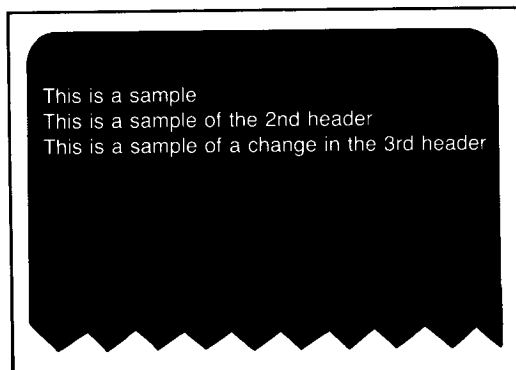 This is a sample
This is a sample of the 2nd header
This is a sample of a change in the 3rd header